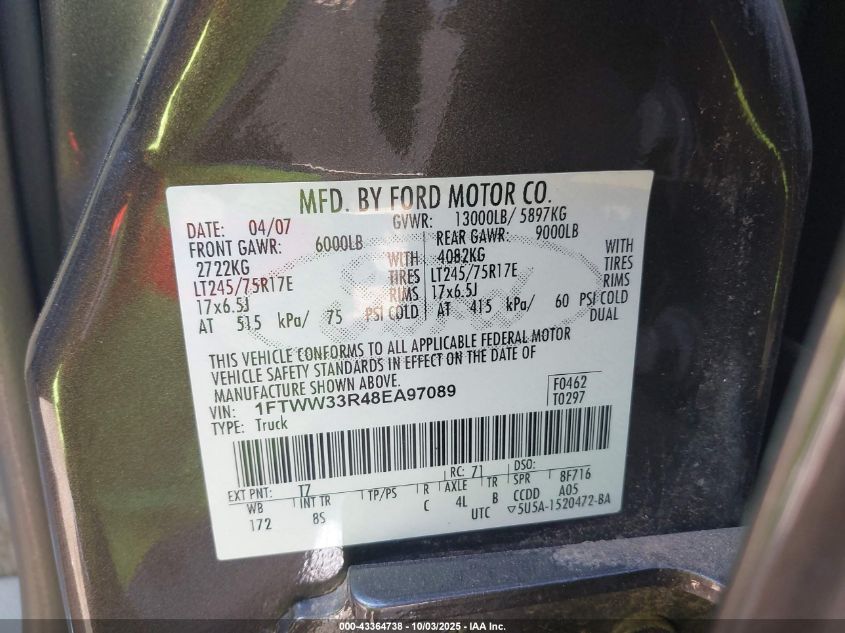 MFD. BY FORD MOTOR CO.
DATE: 04/07 GVWR: 13000LB/ 5897KG
FRONT GAWR: 6000LB REAR GAWR: 9000LB
2722KG WITH 4082KG WITH
LT245/75R17E TIRES LT245/75R17E TIRES
17x6.5J RIMS 17x6.5J RIMS
AT 515 kPa/ 75 PSI COLD AT 415 kPa/ 60 PSI COLD
DUAL
THIS VEHICLE CONFORMS TO ALL APPLICABLE FEDERAL MOTOR
VEHICLE SAFETY STANDARDS IN EFFECT ON THE DATE OF
MANUFACTURE SHOWN ABOVE.
VIN: 1FTWW33R48EA97089 F0462
TYPE: Truck T0297
EXT PNT: T7 RC: 71 DSO:
WB INT TR TP/PS R AXLE TR SPR 8F716
172 8S C 4L B CCDD A05
UTC ▽5U5A-1520472-BA
000-43364738 - 10/03/2025 - IAA Inc.